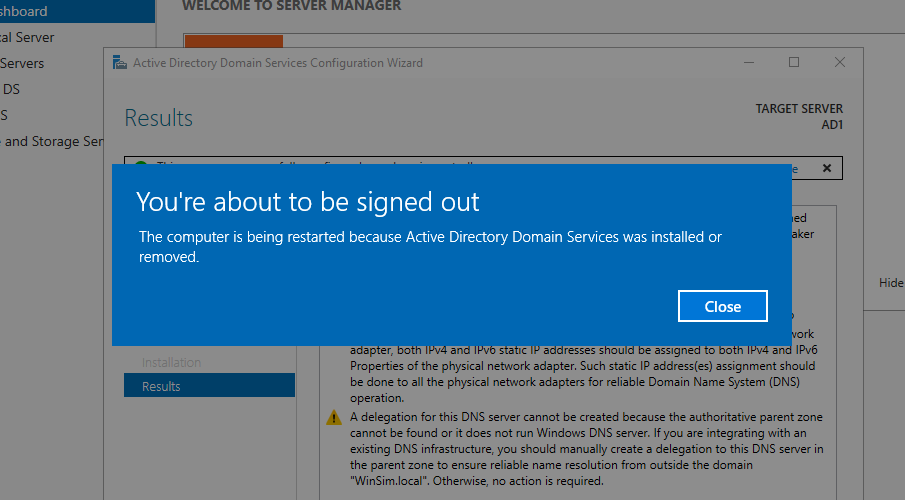 shboard
WELCOME TO SERVER MANAGER
cal Server
Servers
DS
S
e and Storage Ser
Active Directory Domain Services Configuration Wizard
Results
TARGET SERVER
AD1
You're about to be signed out
The computer is being restarted because Active Directory Domain Services was installed or
removed.
Close
Hide
adapter, both IPv4 and IPv6 static IP addresses should be assigned to both IPv4 and IPv6
Properties of the physical network adapter. Such static IP address(es) assignment should
be done to all the physical network adapters for reliable Domain Name System (DNS)
operation.
Installation
Results
A delegation for this DNS server cannot be created because the authoritative parent zone
cannot be found or it does not run Windows DNS server. If you are integrating with an
existing DNS infrastructure, you should manually create a delegation to this DNS server in
the parent zone to ensure reliable name resolution from outside the domain
"WinSim.local". Otherwise, no action is required.